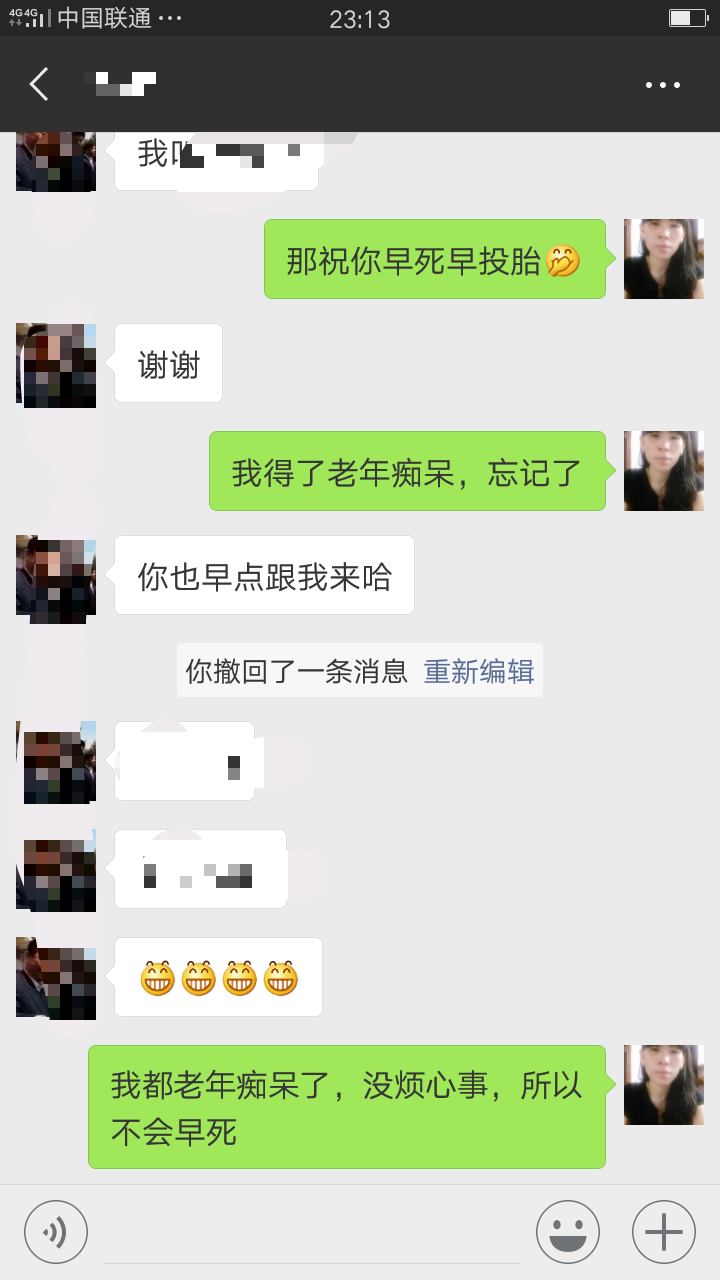 4G 4G 中国联通 ··· 23:13
我
那祝你早死早投胎🤭
谢谢
我得了老年痴呆，忘记了
你也早点跟我来哈
你撤回了一条消息 重新编辑
😁😁😁😁
我都老年痴呆了，没烦心事，所以
不会早死